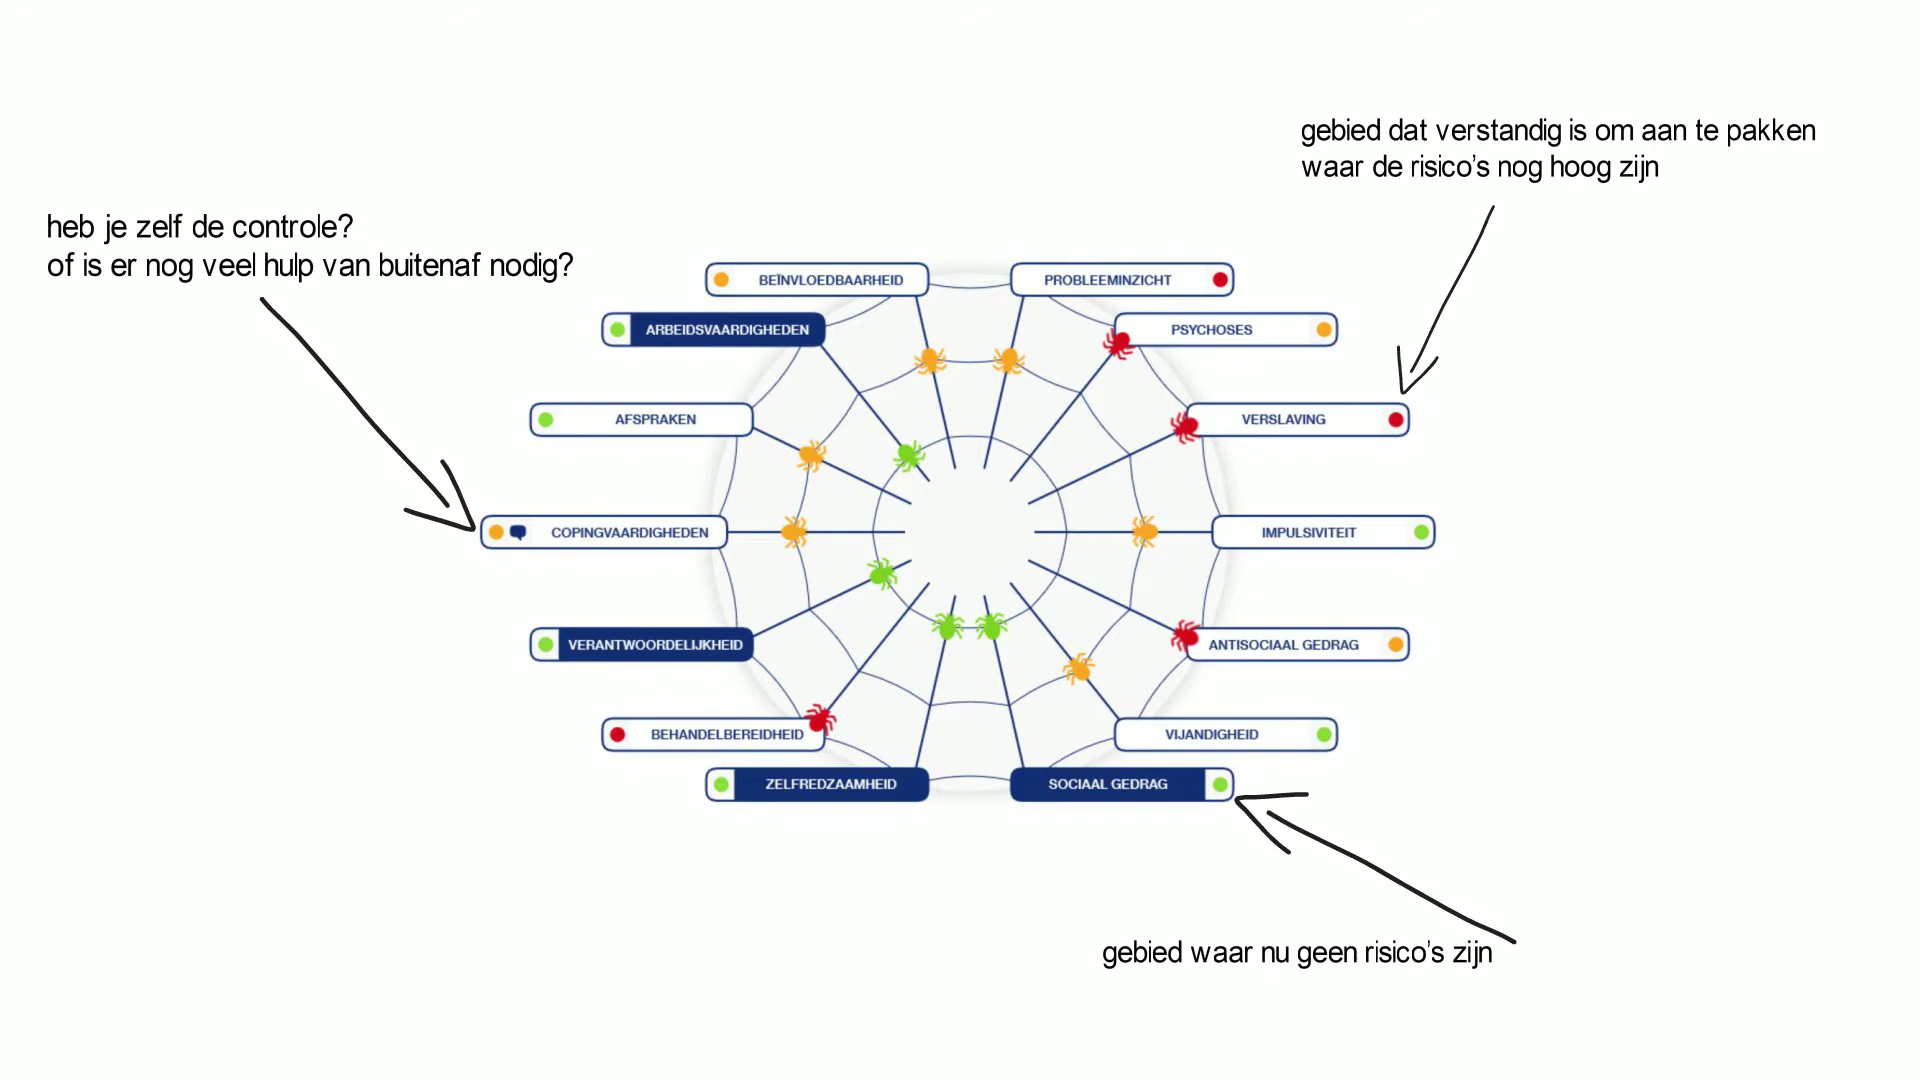 gebied dat verstandig is om aan te pakken
waar de risico's nog hoog zijn
heb je zelf de controle?
of is er nog veel hulp van buitenaf nodig?
BEÏNVLOEDBAARHEID
PROBLEEMINZICHT
ARBEIDSVAARDIGHEDEN
PSYCHOSES
AFSPRAKEN
VERSLAVING
COPINGVAARDIGHEDEN
IMPULSIVITEIT
VERANTWOORDELIJKHEID
ANTISOCIAAL GEDRAG
BEHANDELBEREIDHEID
VIJANDIGHEID
ZELFREDZAAMHEID
SOCIAAL GEDRAG
gebied waar nu geen risico's zijn